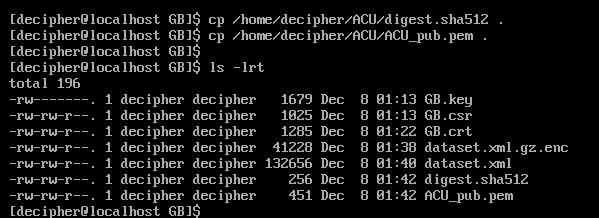 [decipher@localhost GB]$ cp /home/decipher/ACU/digest.sha512 .
[decipher@localhost GB]$ cp /home/decipher/ACU/ACU_pub.pem .
[decipher@localhost GB]$
[decipher@localhost GB]$ ls -lrt
total 196
-rw-------. 1 decipher decipher   1679 Dec  8 01:13 GB.key
-rw-rw-r--. 1 decipher decipher   1025 Dec  8 01:13 GB.csr
-rw-rw-r--. 1 decipher decipher   1285 Dec  8 01:22 GB.crt
-rw-rw-r--. 1 decipher decipher  41228 Dec  8 01:38 dataset.xml.gz.enc
-rw-rw-r--. 1 decipher decipher 132656 Dec  8 01:40 dataset.xml
-rw-rw-r--. 1 decipher decipher    256 Dec  8 01:42 digest.sha512
-rw-rw-r--. 1 decipher decipher    451 Dec  8 01:42 ACU_pub.pem
[decipher@localhost GB]$